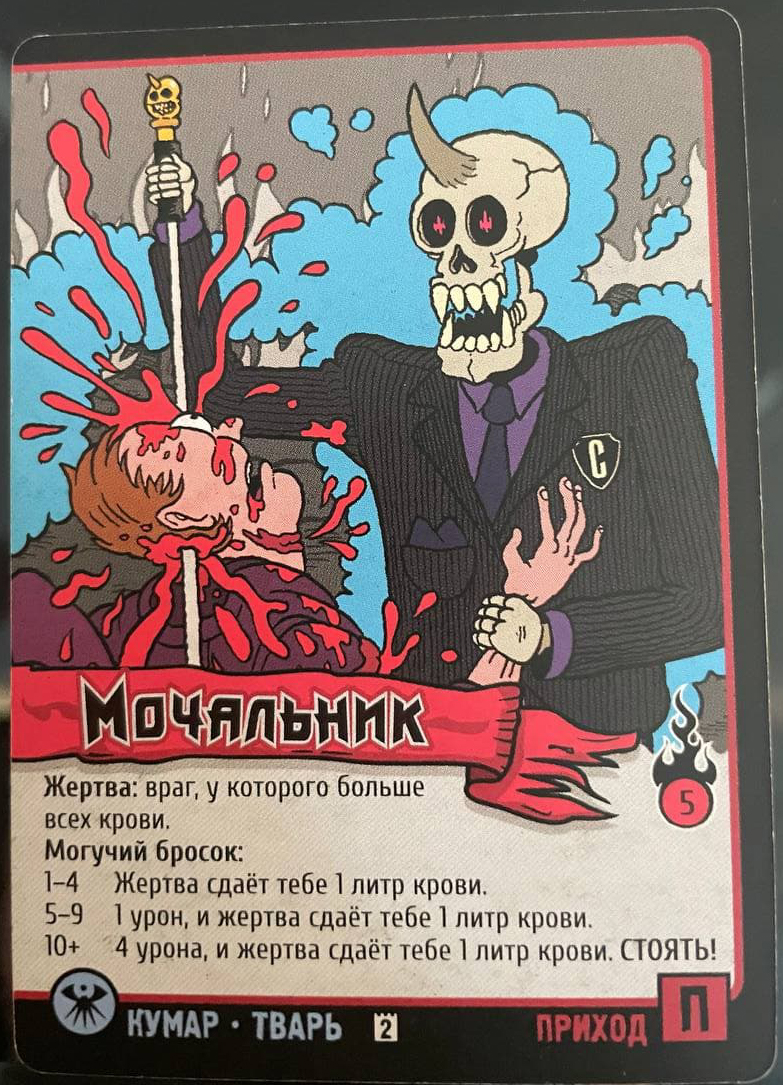 С
Мочальник
5
Жертва: враг, у которого больше
всех крови.
Могучий бросок:
1–4 Жертва сдаёт тебе 1 литр крови.
5–9 1 урон, и жертва сдаёт тебе 1 литр крови.
10+ 4 урона, и жертва сдаёт тебе 1 литр крови. СТОЯТЬ!
КУМАР · ТВАРЬ 2 ПРИХОД П